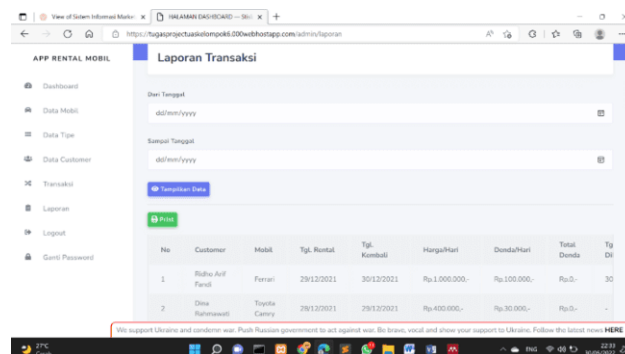 View of Sistem Informasi Market
HALAMAN DASHBOARD
https://tugasprojectuaskelompok6.000webhostapp.com/admin/laporan
APP RENTAL MOBIL
Laporan Transaksi
Dashboard
Data Mobil
Data Tipe
Data Customer
Transaksi
Laporan
Logout
Ganti Password
Dari Tanggal
dd/mm/yyyy
Sampai Tanggal
dd/mm/yyyy
Tampilkan Data
Print
No Customer Mobil Tgl. Rental Tgl. Kembali Harga/Hari Denda/Hari Total Denda Tg Di
1 Ridho Arif Fandi Ferrari 29/12/2021 30/12/2021 Rp.1.000.000,- Rp.100.000,- Rp.0,- 30
2 Dina Rahmawati Toyota Camry 28/12/2021 29/12/2021 Rp.400.000,- Rp.30.000,- Rp.0,- -
We support Ukraine and condemn war. Push Russian government to act against war. Be brave, vocal and show your support to Ukraine. Follow the latest news HERE
27°C
ENG
22:33